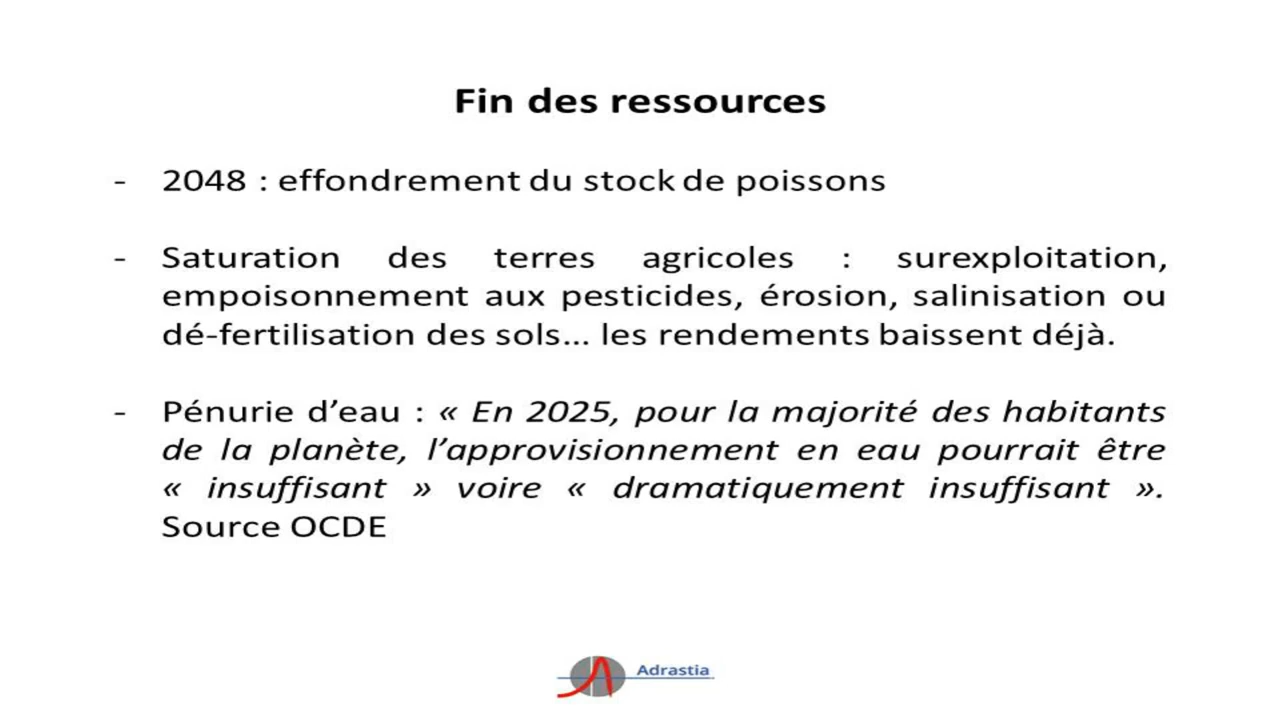 Fin des ressources
- 2048 : effondrement du stock de poissons
- Saturation des terres agricoles : surexploitation,
empoisonnement aux pesticides, érosion, salinisation ou
dé-fertilisation des sols... les rendements baissent déjà.
- Pénurie d’eau : « En 2025, pour la majorité des habitants
de la planète, l’approvisionnement en eau pourrait être
« insuffisant » voire « dramatiquement insuffisant ».
Source OCDE
Adrastia